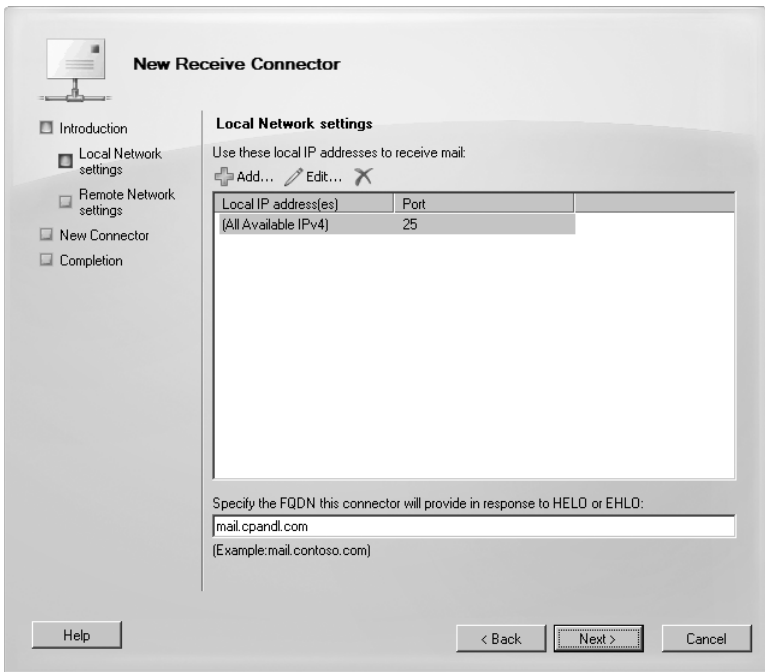 New Receive Connector
Introduction
Local Network
settings
Remote Network
settings
New Connector
Completion
Local Network settings
Use these local IP addresses to receive mail:
Add... Edit...
Local IP address(es) Port
(All Available IPv4) 25
Specify the FQDN this connector will provide in response to HELO or EHLO:
mail.cpandl.com
(Example:mail.contoso.com)
Help < Back Next > Cancel